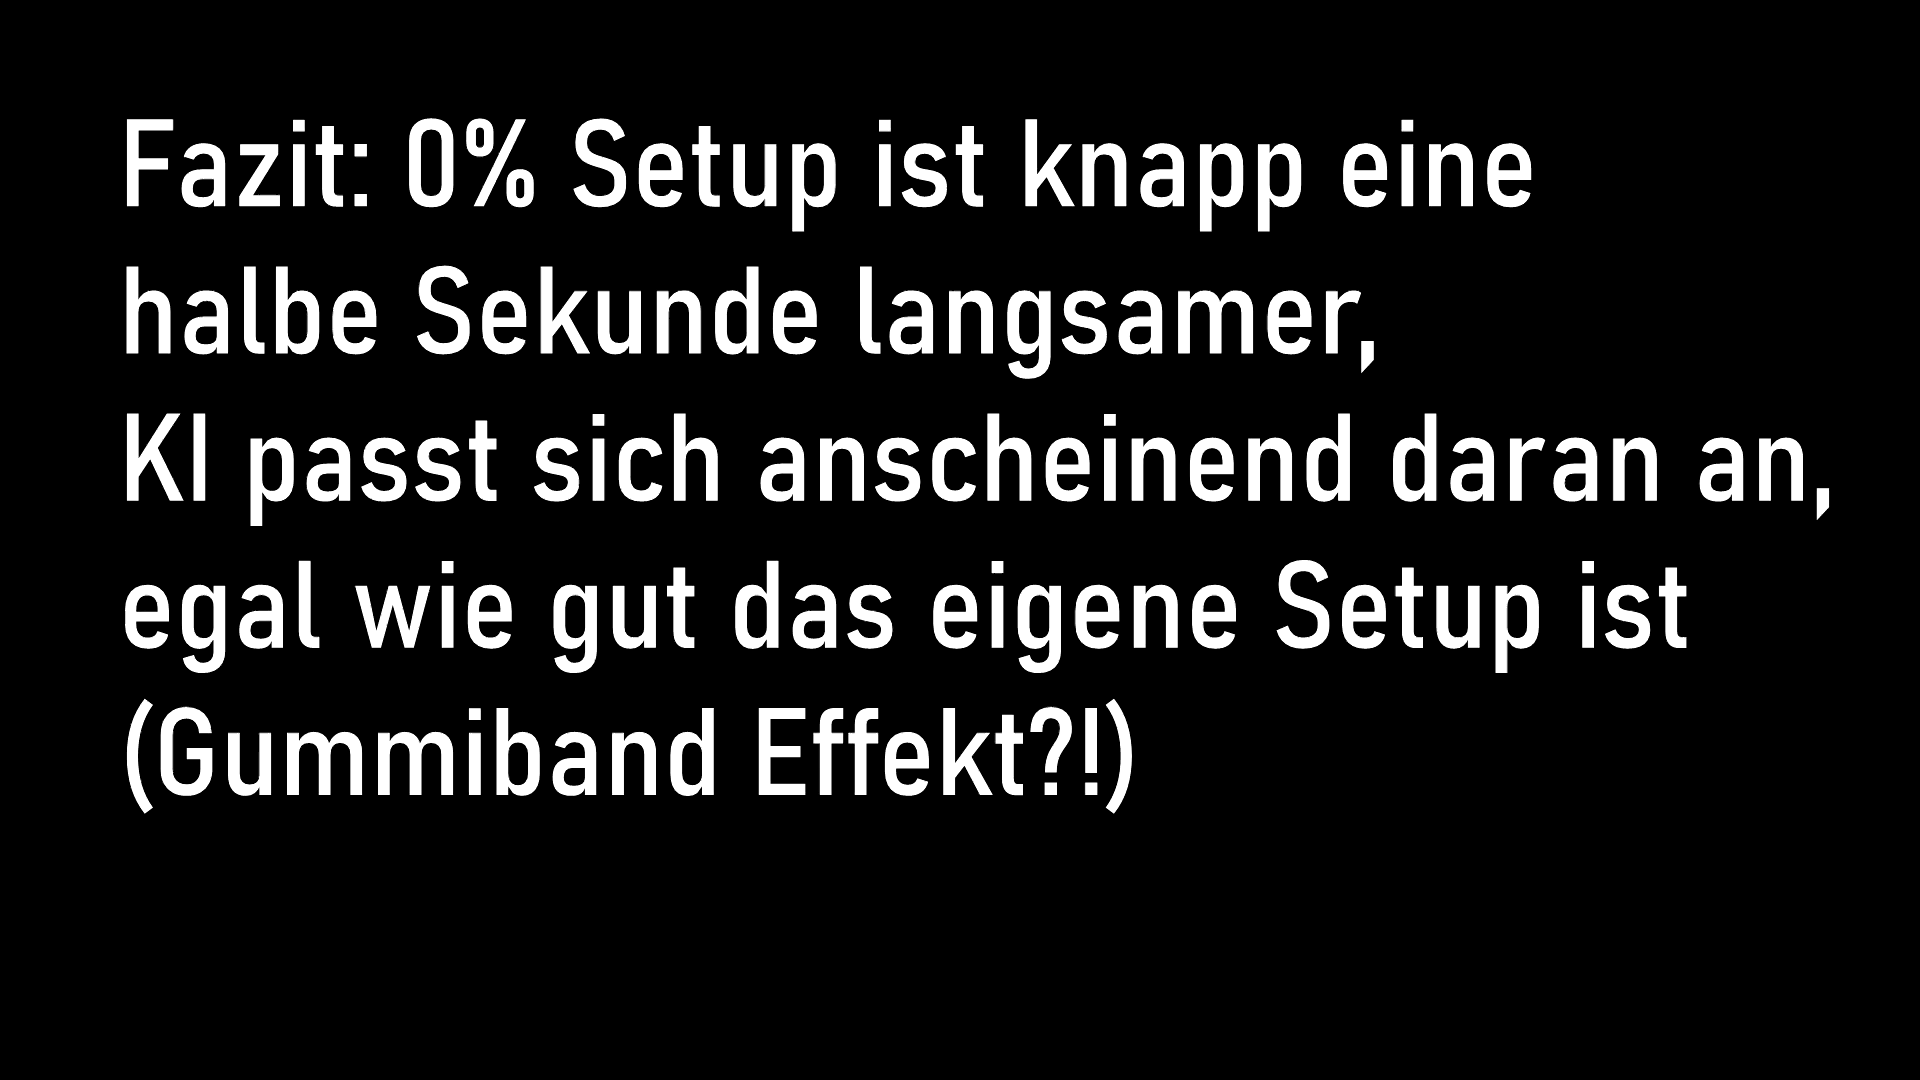 Fazit: 0% Setup ist knapp eine
halbe Sekunde langsamer,
KI passt sich anscheinend daran an,
egal wie gut das eigene Setup ist
(Gummiband Effekt?!)